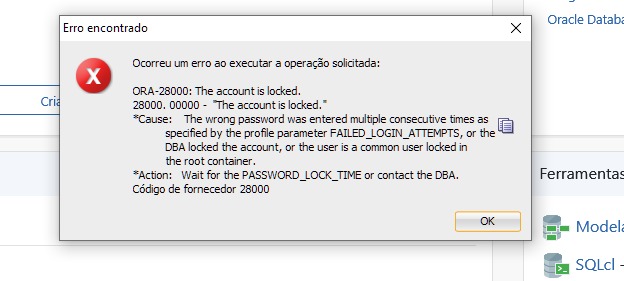 Erro encontrado
Oracle Databa
Ocorreu um erro ao executar a operação solicitada:
ORA-28000: The account is locked.
28000. 00000 - "The account is locked."
*Cause: The wrong password was entered multiple consecutive times as
specified by the profile parameter FAILED_LOGIN_ATTEMPTS, or the
DBA locked the account, or the user is a common user locked in
the root container.
*Action: Wait for the PASSWORD_LOCK_TIME or contact the DBA.
Código de fornecedor 28000
OK
Cria
Ferramentas
Modela
SQLcl -